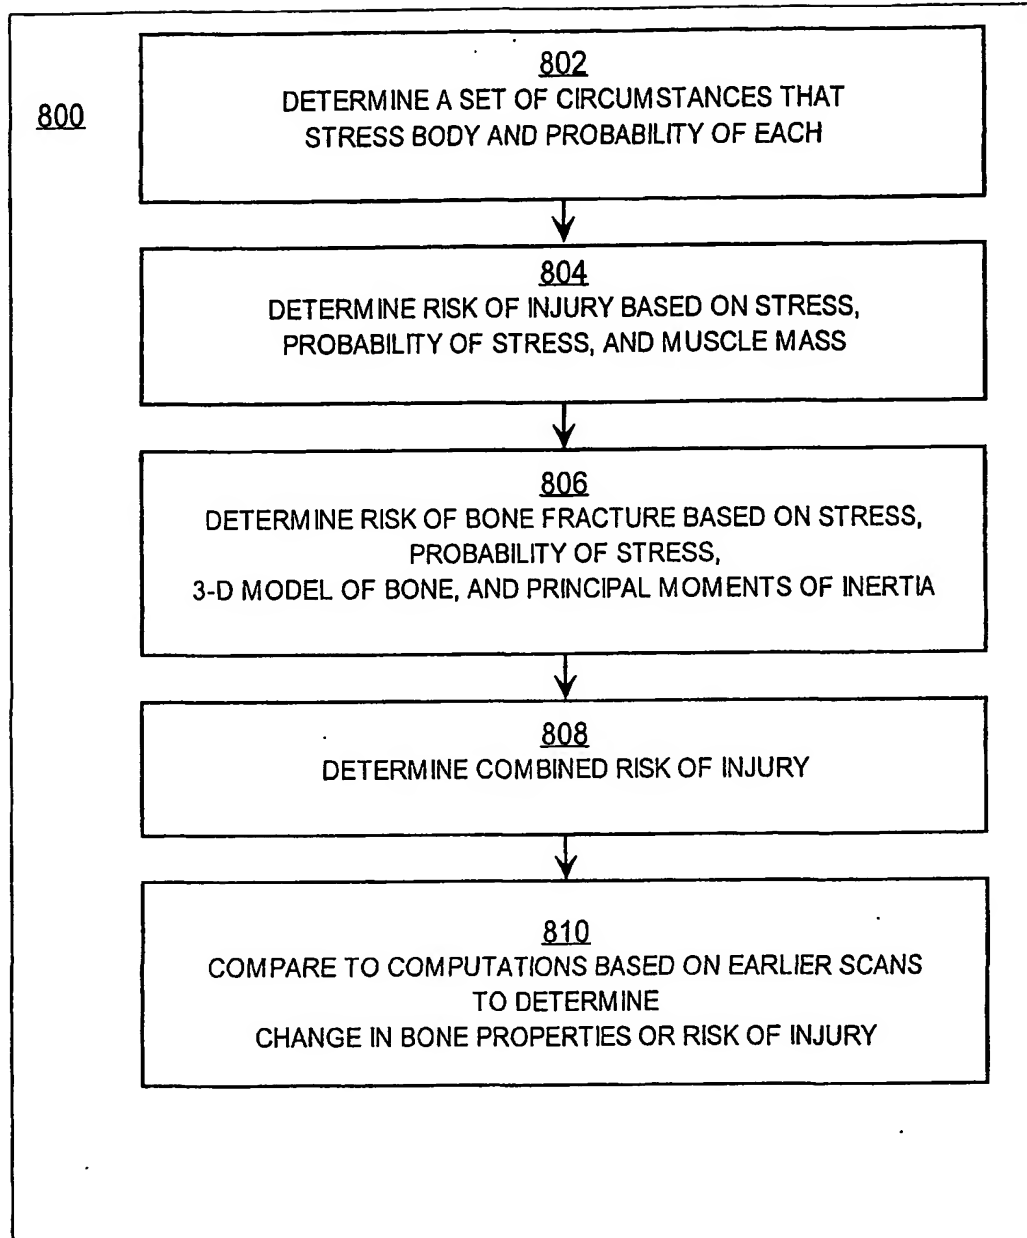 800
802
DETERMINE A SET OF CIRCUMSTANCES THAT
STRESS BODY AND PROBABILITY OF EACH
804
DETERMINE RISK OF INJURY BASED ON STRESS,
PROBABILITY OF STRESS, AND MUSCLE MASS
806
DETERMINE RISK OF BONE FRACTURE BASED ON STRESS,
PROBABILITY OF STRESS,
3-D MODEL OF BONE, AND PRINCIPAL MOMENTS OF INERTIA
808
DETERMINE COMBINED RISK OF INJURY
810
COMPARE TO COMPUTATIONS BASED ON EARLIER SCANS
TO DETERMINE
CHANGE IN BONE PROPERTIES OR RISK OF INJURY